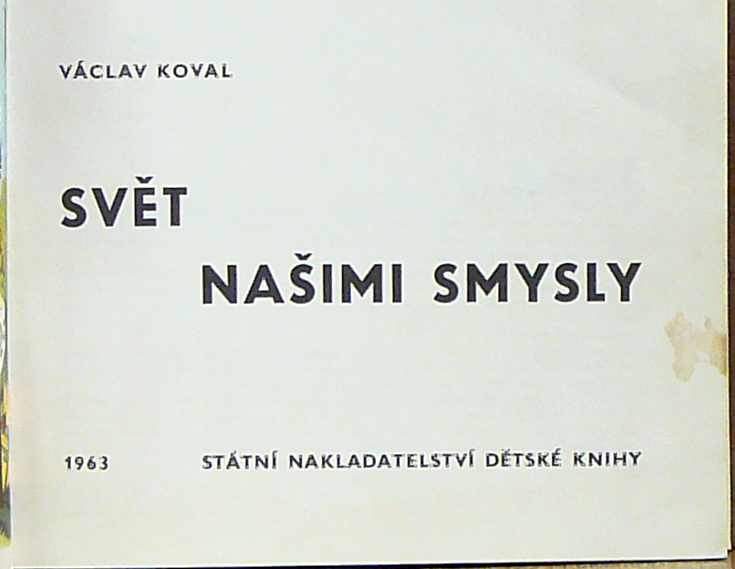 VÁCLAV KOVAL
SVĚT
NAŠIMI SMYSLY
1963 STÁTNÍ NAKLADATELSTVÍ DĚTSKÉ KNIHY